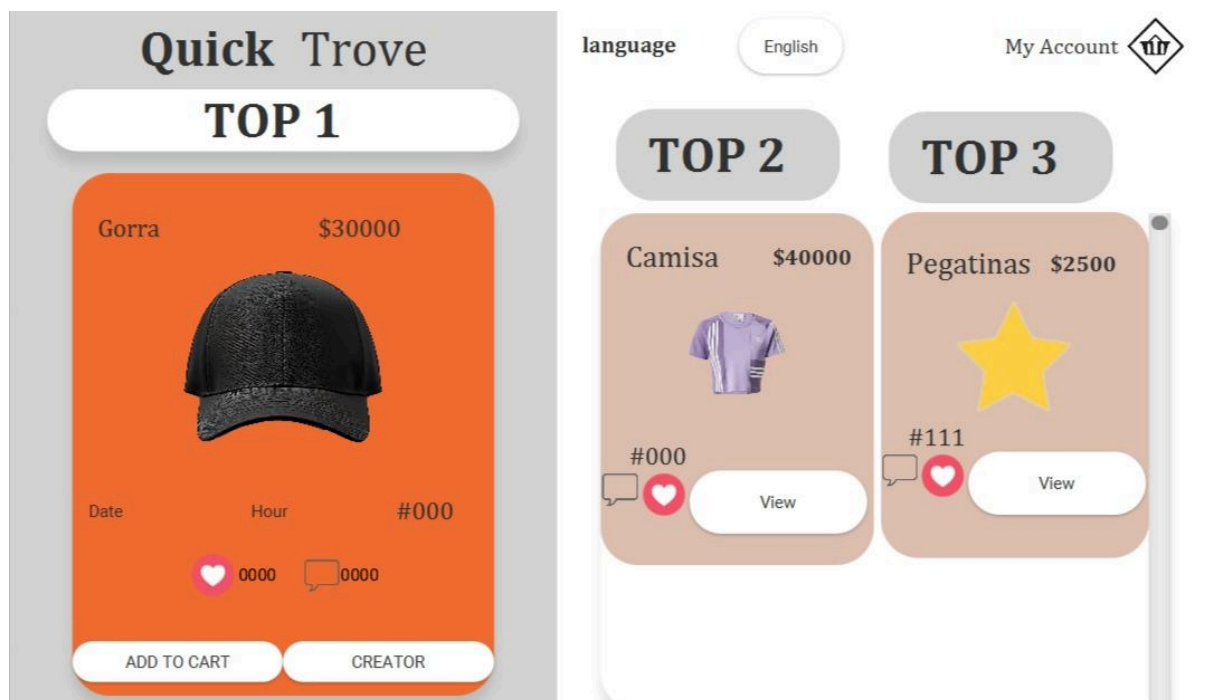 Quick Trove
TOP 1
Gorra $30000
Date Hour #000
0000 0000
ADD TO CART CREATOR
language English My Account
TOP 2
Camisa $40000
#000
View
TOP 3
Pegatinas $2500
#111
View